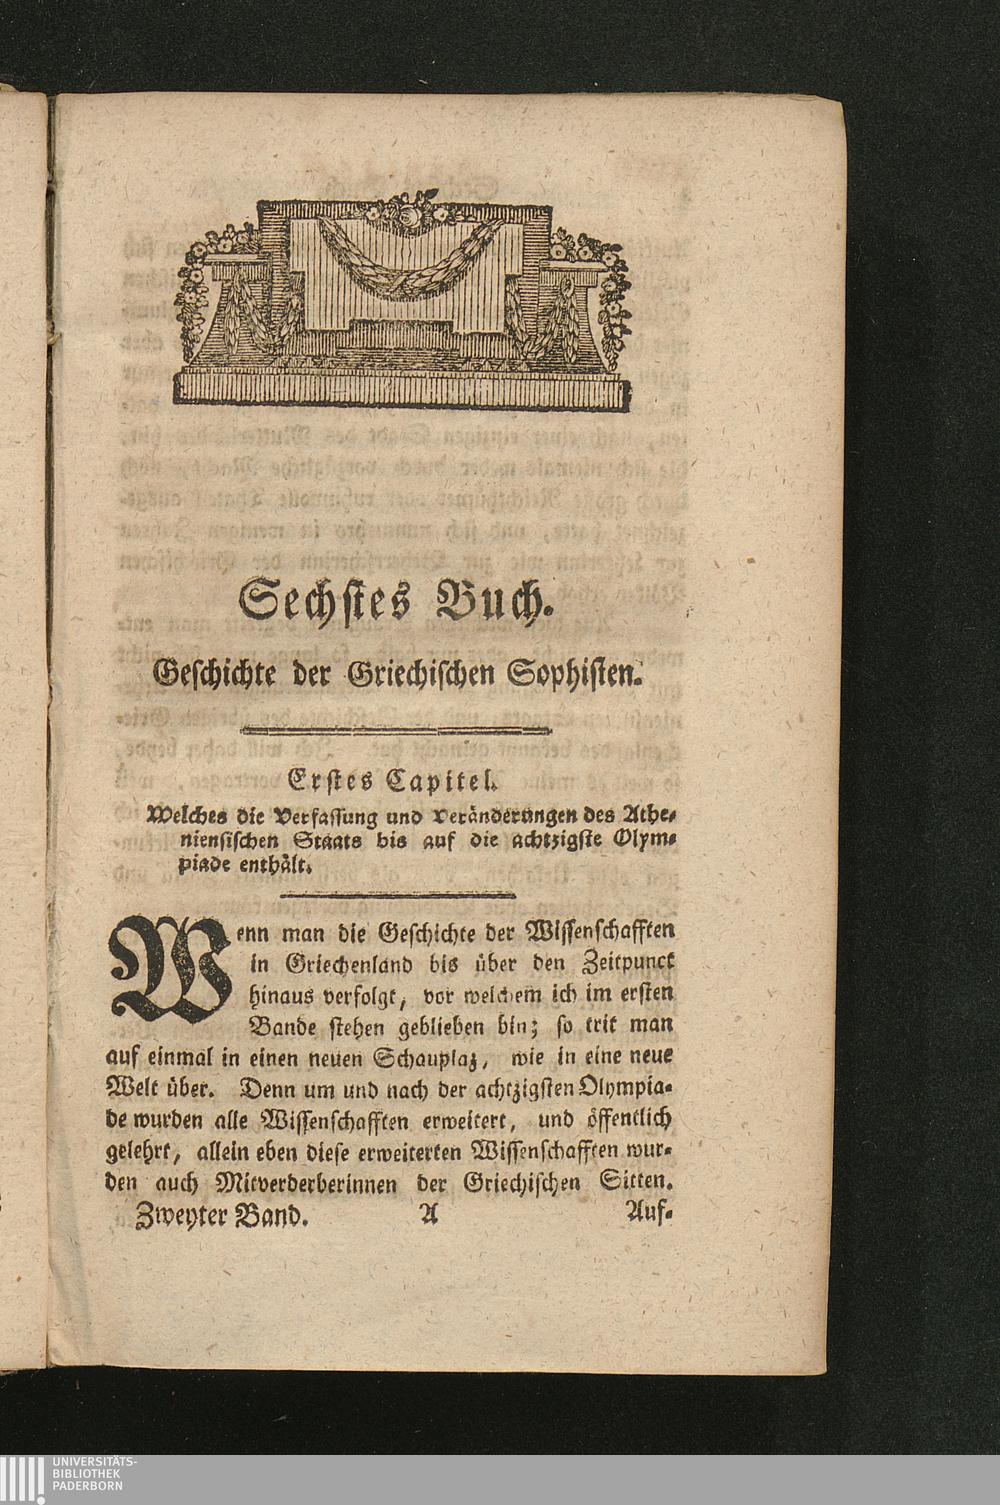 Sechstes Buch.
Geschichte der Griechischen Sophisten.
Erstes Capitel.
Welches die Verfassung und Veränderungen des Athe-
niensischen Staats bis auf die achtzigste Olym-
piade enthält.
Wenn man die Geschichte der Wissenschafften
in Griechenland bis über den Zeitpunct
hinaus verfolgt, vor welchem ich im ersten
Bande stehen geblieben bin; so trit man
auf einmal in einen neuen Schauplaz, wie in eine neue
Welt über. Denn um und nach der achtzigsten Olympia-
de wurden alle Wissenschafften erweitert, und öffentlich
gelehrt, allein eben diese erweiterten Wissenschafften wur-
den auch Mitverderberinnen der Griechischen Sitten.
Zweyter Band. A Auf-
UNIVERSITÄTS-
BIBLIOTHEK
PADERBORN